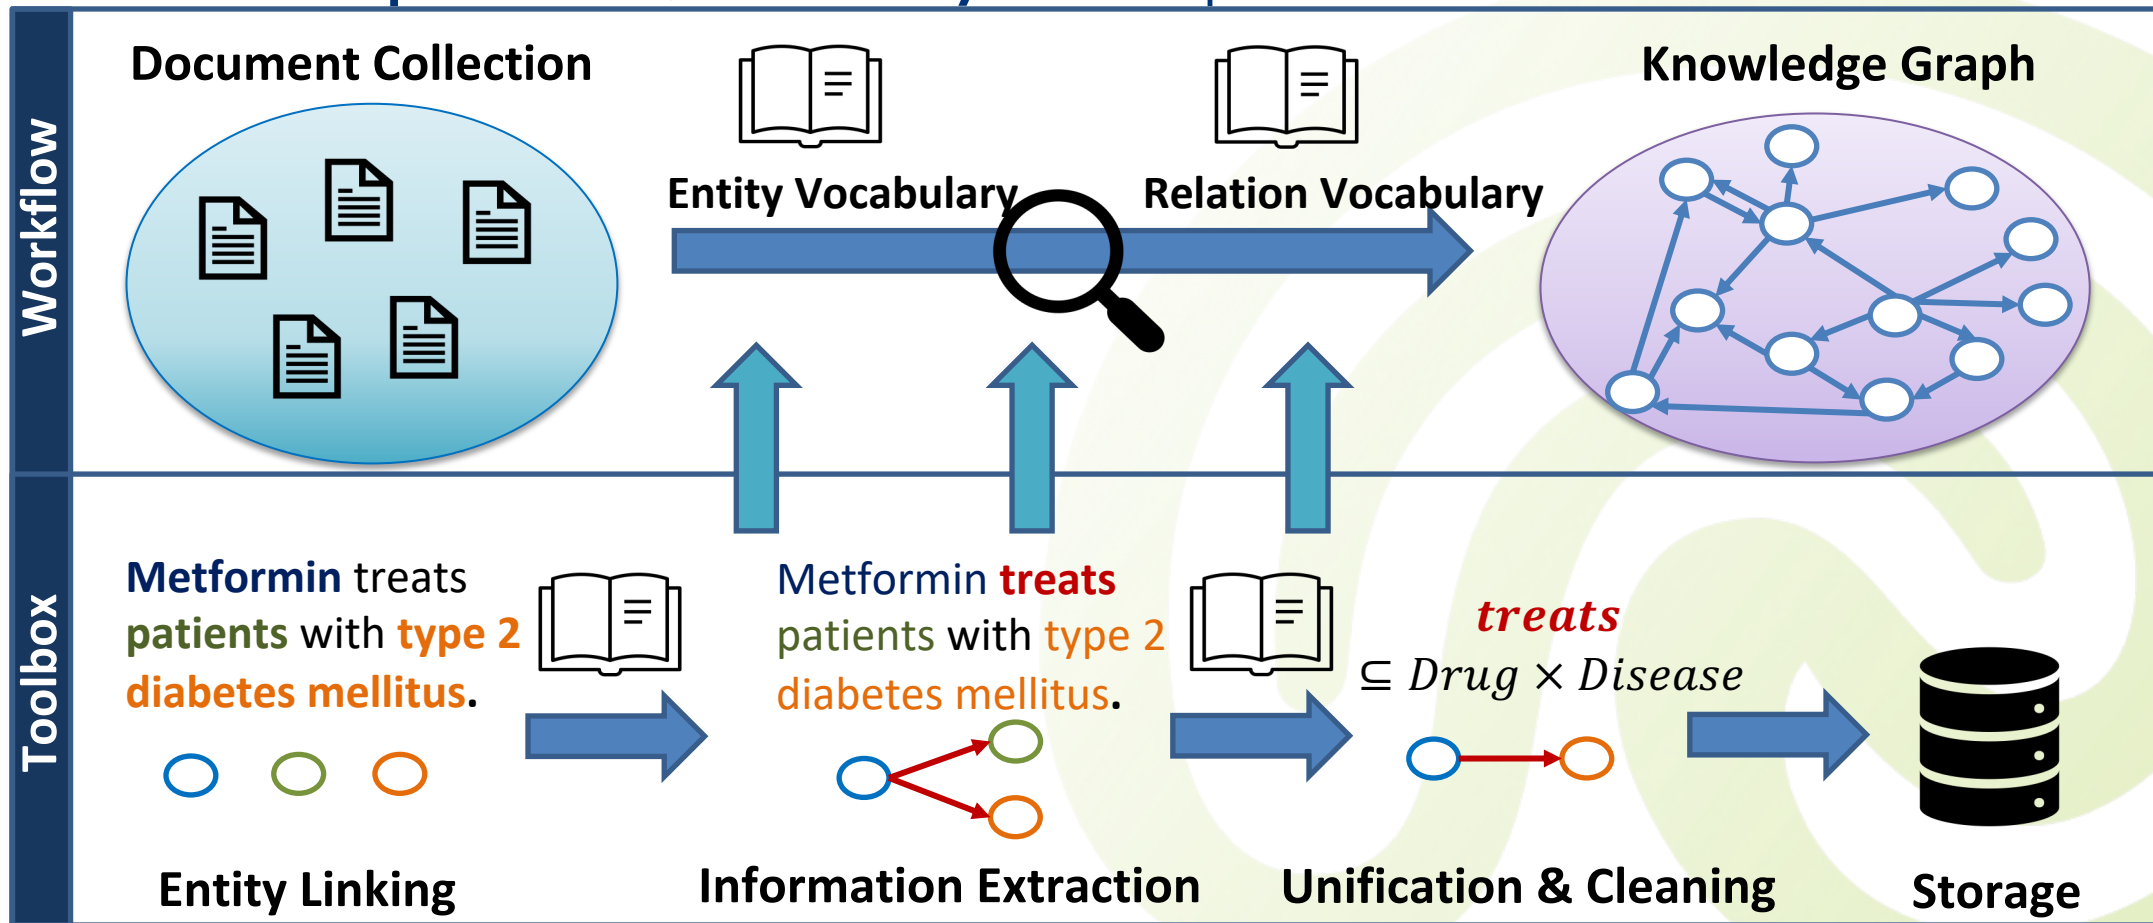 Workflow
Document Collection
Entity Vocabulary
Relation Vocabulary
Knowledge Graph
Toolbox
Metformin treats
patients with type 2
diabetes mellitus.
Entity Linking
Metformin treats
patients with type 2
diabetes mellitus.
Information Extraction
treats
⊆ Drug × Disease
Unification & Cleaning
Storage